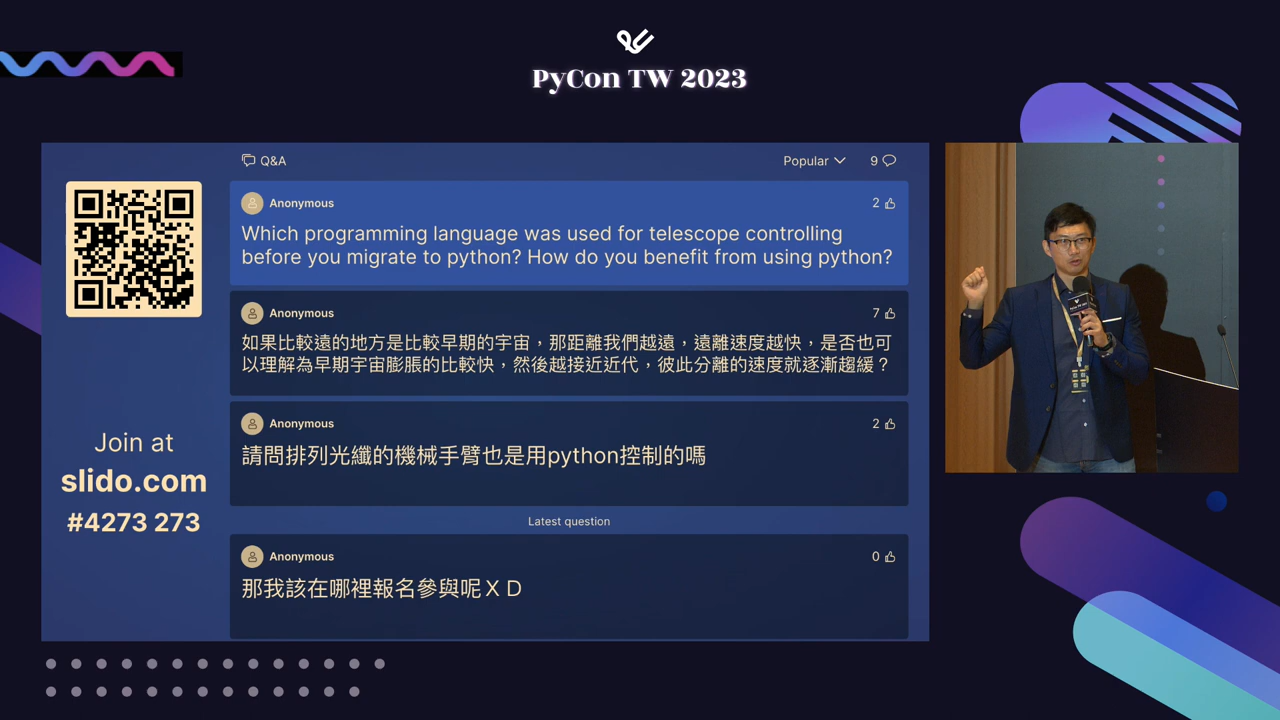 PyCon TW 2023
Q&A
Popular
9
Anonymous
2
Which programming language was used for telescope controlling
before you migrate to python? How do you benefit from using python?
Anonymous
7
如果比較遠的地方是比較早期的宇宙，那距離我們越遠，遠離速度越快，是否也可
以理解為早期宇宙膨脹的比較快，然後越接近近代，彼此分離的速度就逐漸趨緩？
Anonymous
2
請問排列光纖的機械手臂也是用python控制的嗎
Latest question
Anonymous
0
那我該在哪裡報名參與呢ＸＤ
Join at
slido.com
#4273 273